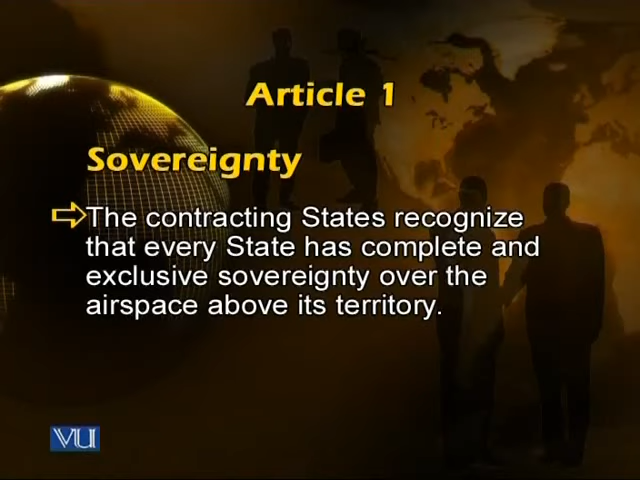 Article 1
Sovereignty
The contracting States recognize
that every State has complete and
exclusive sovereignty over the
airspace above its territory.
VU